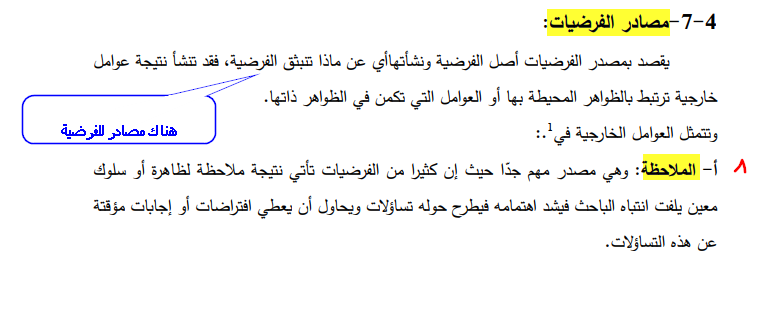 4-7-مصادر الفرضيات:
يقصد بمصدر الفرضيات أصل الفرضية ونشأتهاأي عن ماذا تنبثق الفرضية، فقد تنشأ نتيجة عوامل
خارجية ترتبط بالظواهر المحيطة بها أو العوامل التي تكمن في الظواهر ذاتها.
هناك مصادر للفرضية
وتتمثل العوامل الخارجية في1.:
أ- الملاحظة: وهي مصدر مهم جدّا حيث إن كثيرا من الفرضيات تأتي نتيجة ملاحظة لظاهرة أو سلوك
معين يلفت انتباه الباحث فيشد اهتمامه فيطرح حوله تساؤلات ويحاول أن يعطي افتراضات أو إجابات مؤقتة
عن هذه التساؤلات.